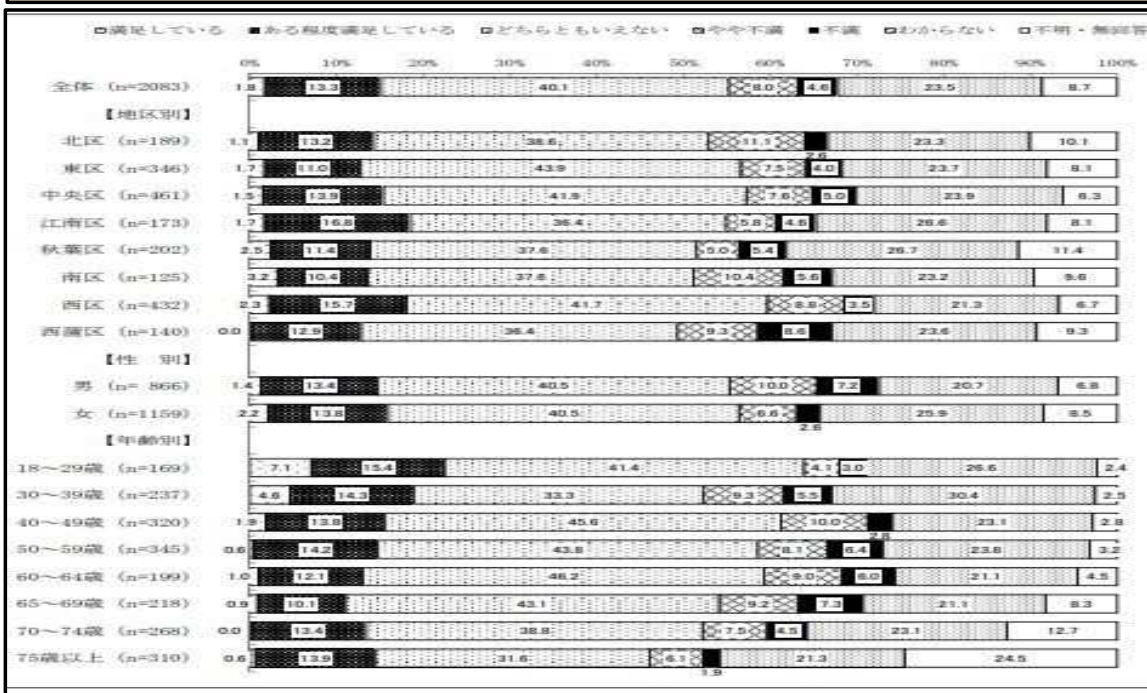 満足している ある程度満足している どちらともいえない やや不満 不満 わからない 不明・無回答
0% 10% 20% 30% 40% 50% 60% 70% 80% 90% 100%
全体 (n=2083) 1.8 13.3 40.1 8.0 4.6 23.5 8.7
【地区別】
北区 (n=189) 1.1 13.2 38.6 11.1 2.6 23.3 10.1
東区 (n=346) 1.7 11.0 43.9 7.5 4.0 23.7 8.1
中央区 (n=461) 1.5 13.9 41.9 7.6 5.0 23.9 6.3
江南区 (n=173) 1.7 16.8 36.4 5.8 4.6 26.6 8.1
秋葉区 (n=202) 2.5 11.4 37.6 5.0 5.4 26.7 11.4
南区 (n=125) 3.2 10.4 37.6 10.4 5.6 23.2 9.6
西区 (n=432) 2.3 15.7 41.7 8.8 3.5 21.3 6.7
西蒲区 (n=140) 0.0 12.9 36.4 9.3 8.6 23.6 9.3
【性 別】
男 (n= 866) 1.4 13.4 40.5 10.0 7.2 20.7 6.8
女 (n=1159) 2.2 13.8 40.5 6.6 2.6 25.9 8.5
【年齢別】
18～29歳 (n=169) 7.1 15.4 41.4 4.1 3.0 26.6 2.4
30～39歳 (n=237) 4.6 14.3 33.3 9.3 5.5 30.4 2.5
40～49歳 (n=320) 1.9 13.8 45.6 10.0 2.8 23.1 2.8
50～59歳 (n=345) 0.6 14.2 43.8 8.1 6.4 23.8 3.2
60～64歳 (n=199) 1.0 12.1 46.2 9.0 6.0 21.1 4.5
65～69歳 (n=218) 0.9 10.1 43.1 9.2 7.3 21.1 8.3
70～74歳 (n=268) 0.0 13.4 38.8 7.5 4.5 23.1 12.7
75歳以上 (n=310) 0.6 13.9 31.6 6.1 1.9 21.3 24.5